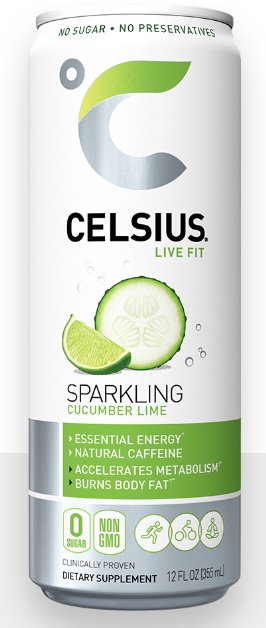 NO SUGAR • NO PRESERVATIVES
CELSIUS®
LIVE FIT
SPARKLING
CUCUMBER LIME
› ESSENTIAL ENERGY*
› NATURAL CAFFEINE
› ACCELERATES METABOLISM*†
› BURNS BODY FAT*†
0 SUGAR
NON GMO
CLINICALLY PROVEN
DIETARY SUPPLEMENT 12 FL OZ (355 mL)